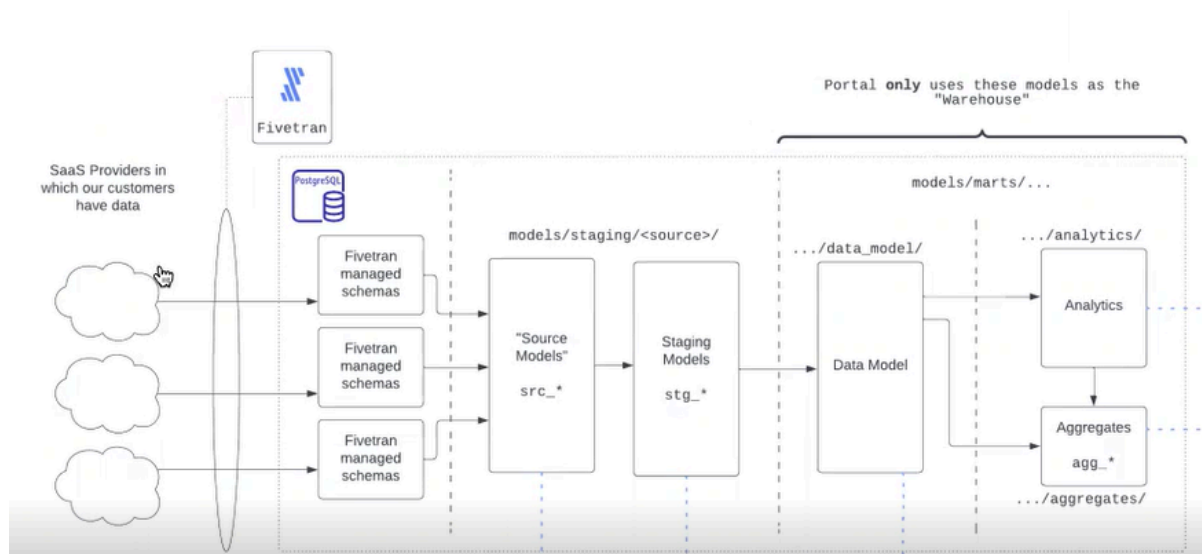 Fivetran
Portal only uses these models as the
"Warehouse"
SaaS Providers in
which our customers
have data
PostgreSQL
models/marts/...
models/staging/<source>/
.../data_model/
.../analytics/
Fivetran
managed
schemas
Fivetran
managed
schemas
Fivetran
managed
schemas
"Source
Models"
src_*
Staging
Models
stg_*
Data Model
Analytics
Aggregates
agg_*
.../aggregates/